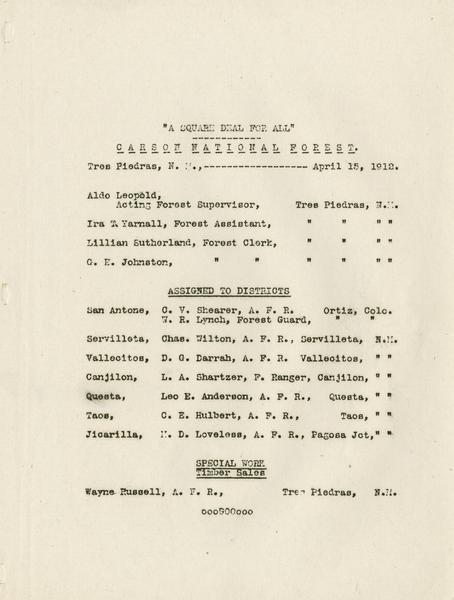 "A SQUARE DEAL FOR ALL"
------------
CARSON NATIONAL FOREST.
Tres Piedras, N. M.,------------------ April 15, 1912.
Aldo Leopold,
Acting Forest Supervisor, Tres Piedras, N.M.
Ira T. Yarnall, Forest Assistant, " " " "
Lillian Sutherland, Forest Clerk, " " " "
C. E. Johnston, " " " " " "
ASSIGNED TO DISTRICTS
San Antone, C. V. Shearer, A. F. R. Ortiz, Colo.
W. R. Lynch, Forest Guard, " "
Servilleta, Chas. Wilton, A. F. R., Servilleta, N.M.
Vallecitos, D. G. Darrah, A. F. R. Vallecitos, " "
Canjilon, L. A. Shartzer, F. Ranger, Canjilon, " "
Questa, Leo E. Anderson, A. F. R., Questa, " "
Taos, C. E. Hulbert, A. F. R., Taos, " "
Jicarilla, M. D. Loveless, A. F. R., Pagosa Jct, " "
SPECIAL WORK
Timber Sales
Wayne Russell, A. F. R., Tres Piedras, N.M.
ooo900ooo